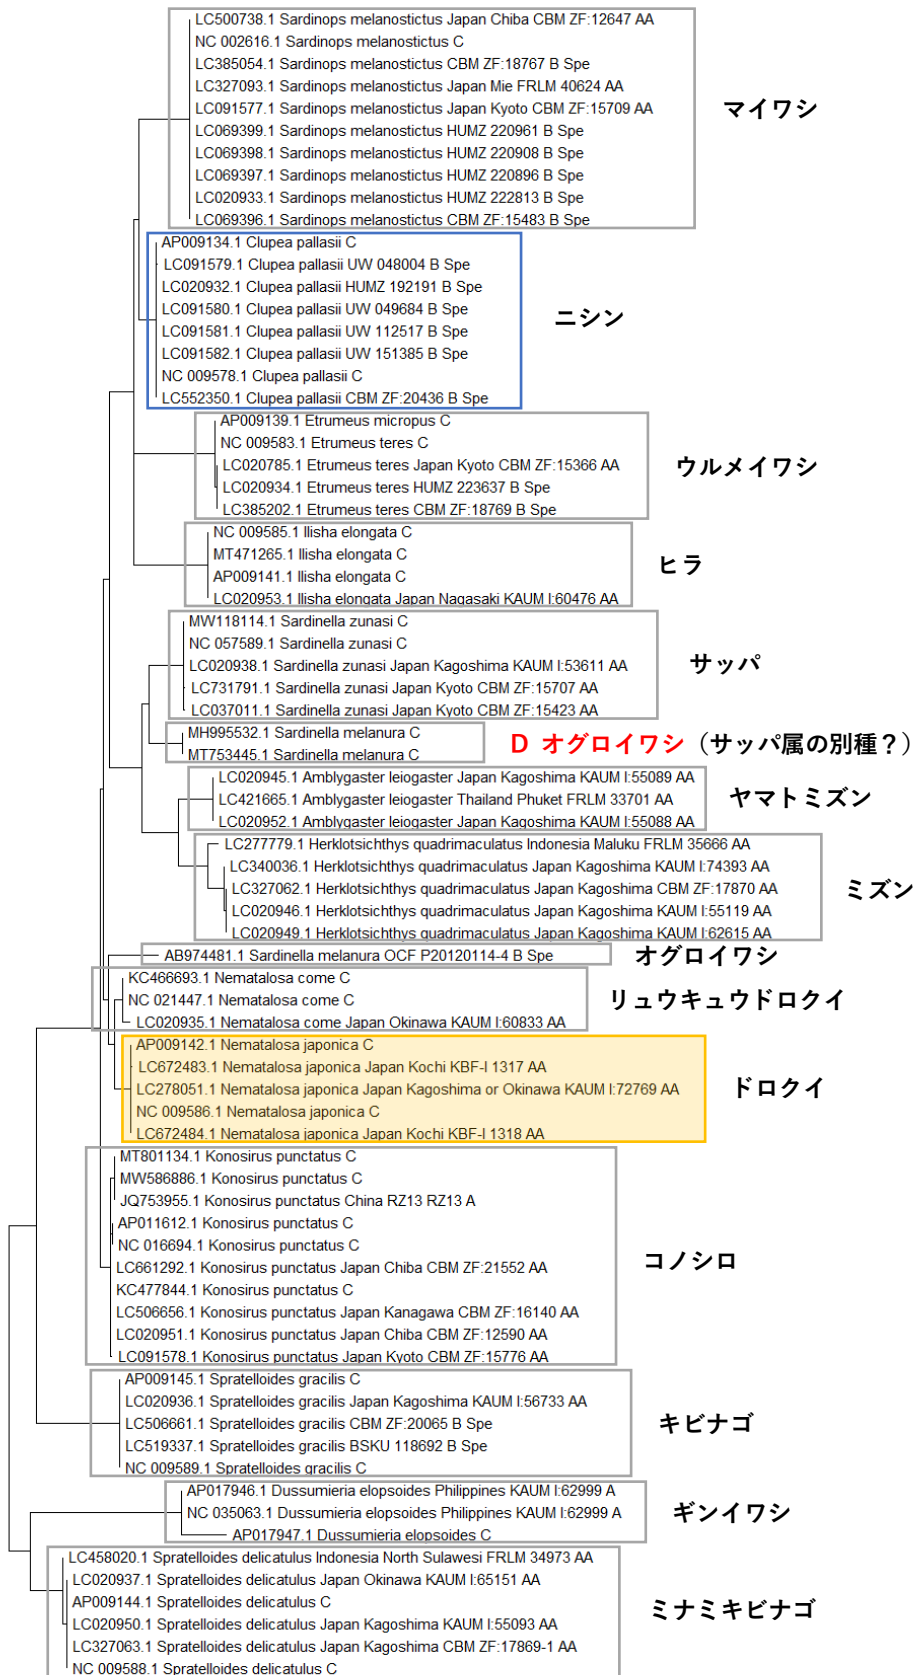 LC500738.1 Sardinops melanostictus Japan Chiba CBM ZF:12647 AA
NC 002616.1 Sardinops melanostictus C
LC385054.1 Sardinops melanostictus CBM ZF:18767 B Spe
LC327093.1 Sardinops melanostictus Japan Mie FRLM 40624 AA
LC091577.1 Sardinops melanostictus Japan Kyoto CBM ZF:15709 AA
マイワシ
LC069399.1 Sardinops melanostictus HUMZ 220961 B Spe
LC069398.1 Sardinops melanostictus HUMZ 220908 B Spe
LC069397.1 Sardinops melanostictus HUMZ 220896 B Spe
LC020933.1 Sardinops melanostictus HUMZ 222813 B Spe
LC069396.1 Sardinops melanostictus CBM ZF:15483 B Spe
AP009134.1 Clupea pallasii C
LC091579.1 Clupea pallasii UW 048004 B Spe
LC020932.1 Clupea pallasii HUMZ 192191 B Spe
LC091580.1 Clupea pallasii UW 049684 B Spe
ニシン
LC091581.1 Clupea pallasii UW 112517 B Spe
LC091582.1 Clupea pallasii UW 151385 B Spe
NC 009578.1 Clupea pallasii C
LC552350.1 Clupea pallasii CBM ZF:20436 B Spe
AP009139.1 Etrumeus micropus C
NC 009583.1 Etrumeus teres C
LC020785.1 Etrumeus teres Japan Kyoto CBM ZF:15366 AA
ウルメイワシ
LC020934.1 Etrumeus teres HUMZ 223637 B Spe
LC385202.1 Etrumeus teres CBM ZF:18769 B Spe
NC 009585.1 Ilisha elongata C
MT471265.1 Ilisha elongata C
ヒラ
AP009141.1 Ilisha elongata C
LC020953.1 Ilisha elongata Japan Nagasaki KAUM I:60476 AA
MW118114.1 Sardinella zunasi C
NC 057589.1 Sardinella zunasi C
LC020938.1 Sardinella zunasi Japan Kagoshima KAUM I:53611 AA
サッパ
LC731791.1 Sardinella zunasi Japan Kyoto CBM ZF:15707 AA
LC037011.1 Sardinella zunasi Japan Kyoto CBM ZF:15423 AA
MH995532.1 Sardinella melanura C
D オグロイワシ（サッパ属の別種？）
MT753445.1 Sardinella melanura C
LC020945.1 Amblygaster leiogaster Japan Kagoshima KAUM I:55089 AA
LC421665.1 Amblygaster leiogaster Thailand Phuket FRLM 33701 AA
ヤマトミズン
LC020952.1 Amblygaster leiogaster Japan Kagoshima KAUM I:55088 AA
LC277779.1 Herklotsichthys quadrimaculatus Indonesia Maluku FRLM 35666 AA
LC340036.1 Herklotsichthys quadrimaculatus Japan Kagoshima KAUM I:74393 AA
LC327062.1 Herklotsichthys quadrimaculatus Japan Kagoshima CBM ZF:17870 AA
ミズン
LC020946.1 Herklotsichthys quadrimaculatus Japan Kagoshima KAUM I:55119 AA
LC020949.1 Herklotsichthys quadrimaculatus Japan Kagoshima KAUM I:62615 AA
AB974481.1 Sardinella melanura OCF P20120114-4 B Spe
オグロイワシ
KC466693.1 Nematalosa come C
NC 021447.1 Nematalosa come C
リュウキュウドロクイ
LC020935.1 Nematalosa come Japan Okinawa KAUM I:60833 AA
AP009142.1 Nematalosa japonica C
LC672483.1 Nematalosa japonica Japan Kochi KBF-I 1317 AA
LC278051.1 Nematalosa japonica Japan Kagoshima or Okinawa KAUM I:72769 AA
ドロクイ
NC 009586.1 Nematalosa japonica C
LC672484.1 Nematalosa japonica Japan Kochi KBF-I 1318 AA
MT801134.1 Konosirus punctatus C
MW586886.1 Konosirus punctatus C
JQ753955.1 Konosirus punctatus China RZ13 RZ13 A
AP011612.1 Konosirus punctatus C
NC 016694.1 Konosirus punctatus C
コノシロ
LC661292.1 Konosirus punctatus Japan Chiba CBM ZF:21552 AA
KC477844.1 Konosirus punctatus C
LC506656.1 Konosirus punctatus Japan Kanagawa CBM ZF:16140 AA
LC020951.1 Konosirus punctatus Japan Chiba CBM ZF:12590 AA
LC091578.1 Konosirus punctatus Japan Kyoto CBM ZF:15776 AA
AP009145.1 Spratelloides gracilis C
LC020936.1 Spratelloides gracilis Japan Kagoshima KAUM I:56733 AA
LC506661.1 Spratelloides gracilis CBM ZF:20065 B Spe
キビナゴ
LC519337.1 Spratelloides gracilis BSKU 118692 B Spe
NC 009589.1 Spratelloides gracilis C
AP017946.1 Dussumieria elopsoides Philippines KAUM I:62999 A
NC 035063.1 Dussumieria elopsoides Philippines KAUM I:62999 A
ギンイワシ
AP017947.1 Dussumieria elopsoides C
LC458020.1 Spratelloides delicatulus Indonesia North Sulawesi FRLM 34973 AA
LC020937.1 Spratelloides delicatulus Japan Okinawa KAUM I:65151 AA
AP009144.1 Spratelloides delicatulus C
ミナミキビナゴ
LC020950.1 Spratelloides delicatulus Japan Kagoshima KAUM I:55093 AA
LC327063.1 Spratelloides delicatulus Japan Kagoshima CBM ZF:17869-1 AA
NC 009588.1 Spratelloides delicatulus C